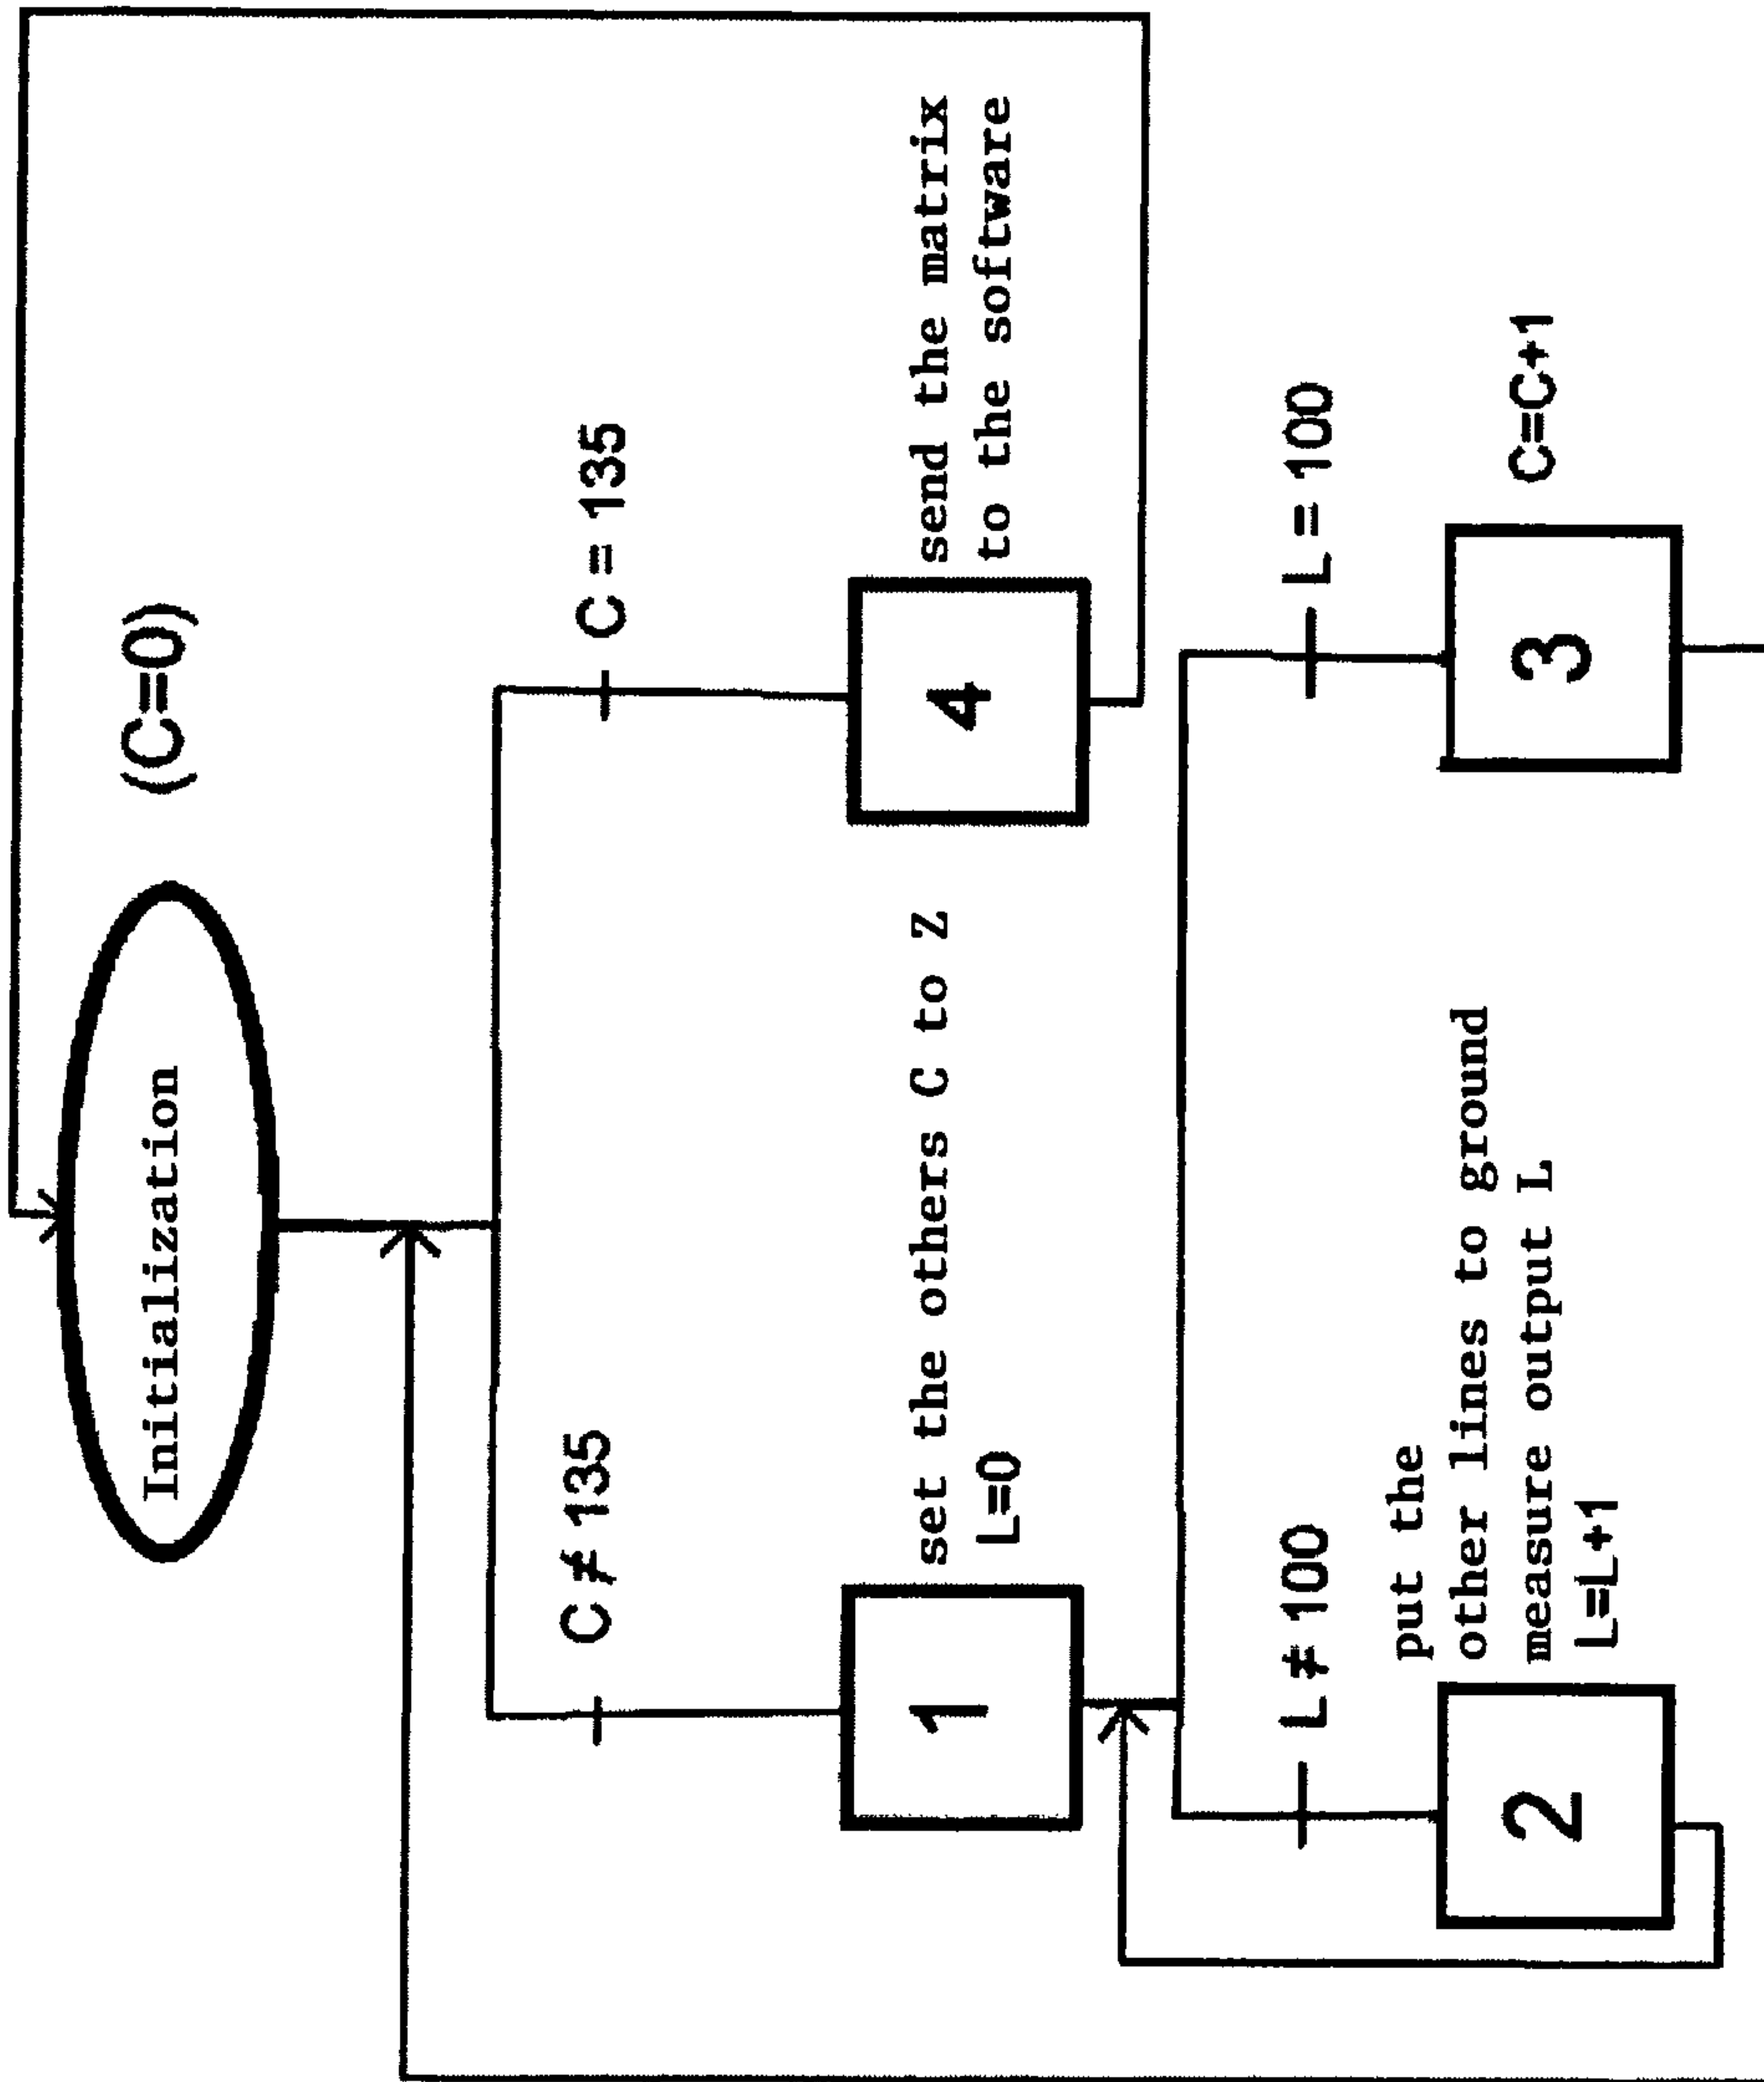 Initialization
(C=0)
C ≠ 135
C = 135
1
set the others C to Z
L=0
4
send the matrix
to the software
L ≠ 100
L = 100
2
put the
other lines to ground
measure output L
L=L+1
3
C=C+1